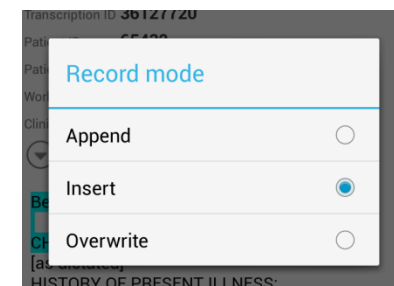 Transcription ID 36127720
Record mode
Append
Insert
Overwrite
[as dictated]
HISTORY OF PRESENT ILLNESS: